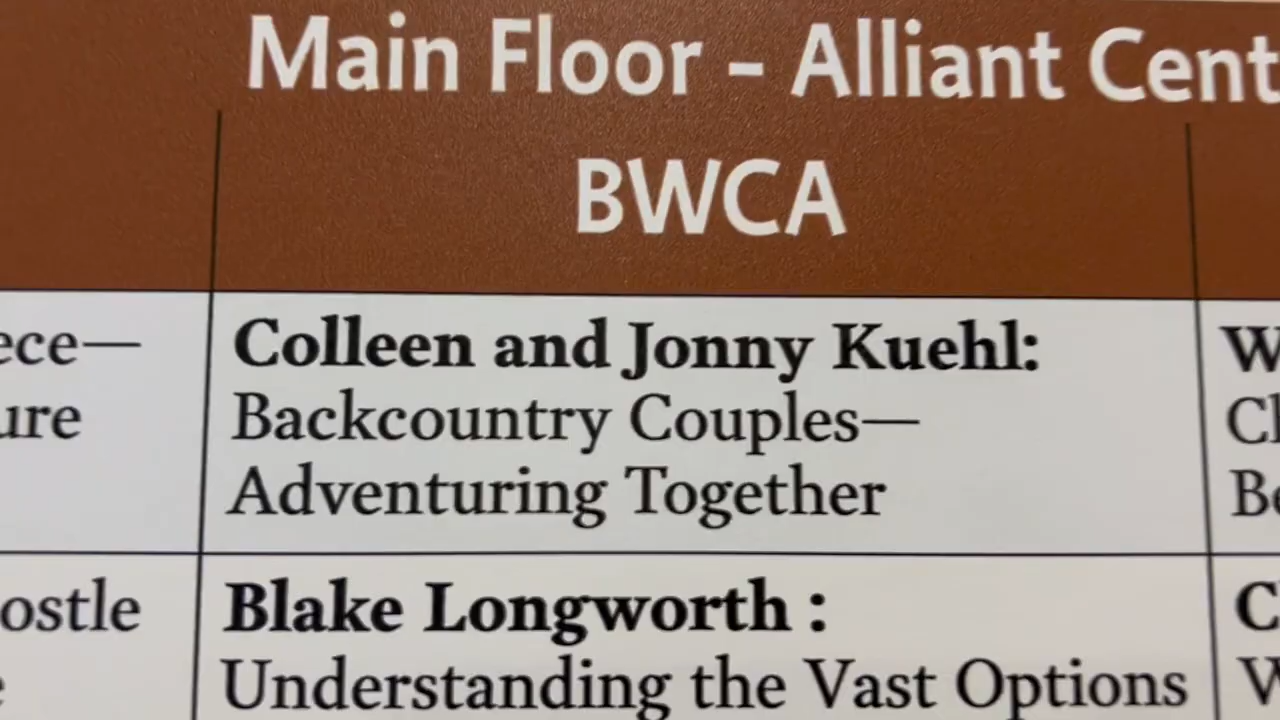 Main Floor – Alliant Cent
BWCA
Colleen and Jonny Kuehl:
Backcountry Couples—
Adventuring Together
Blake Longworth :
Understanding the Vast Options
ece—
ure
ostle